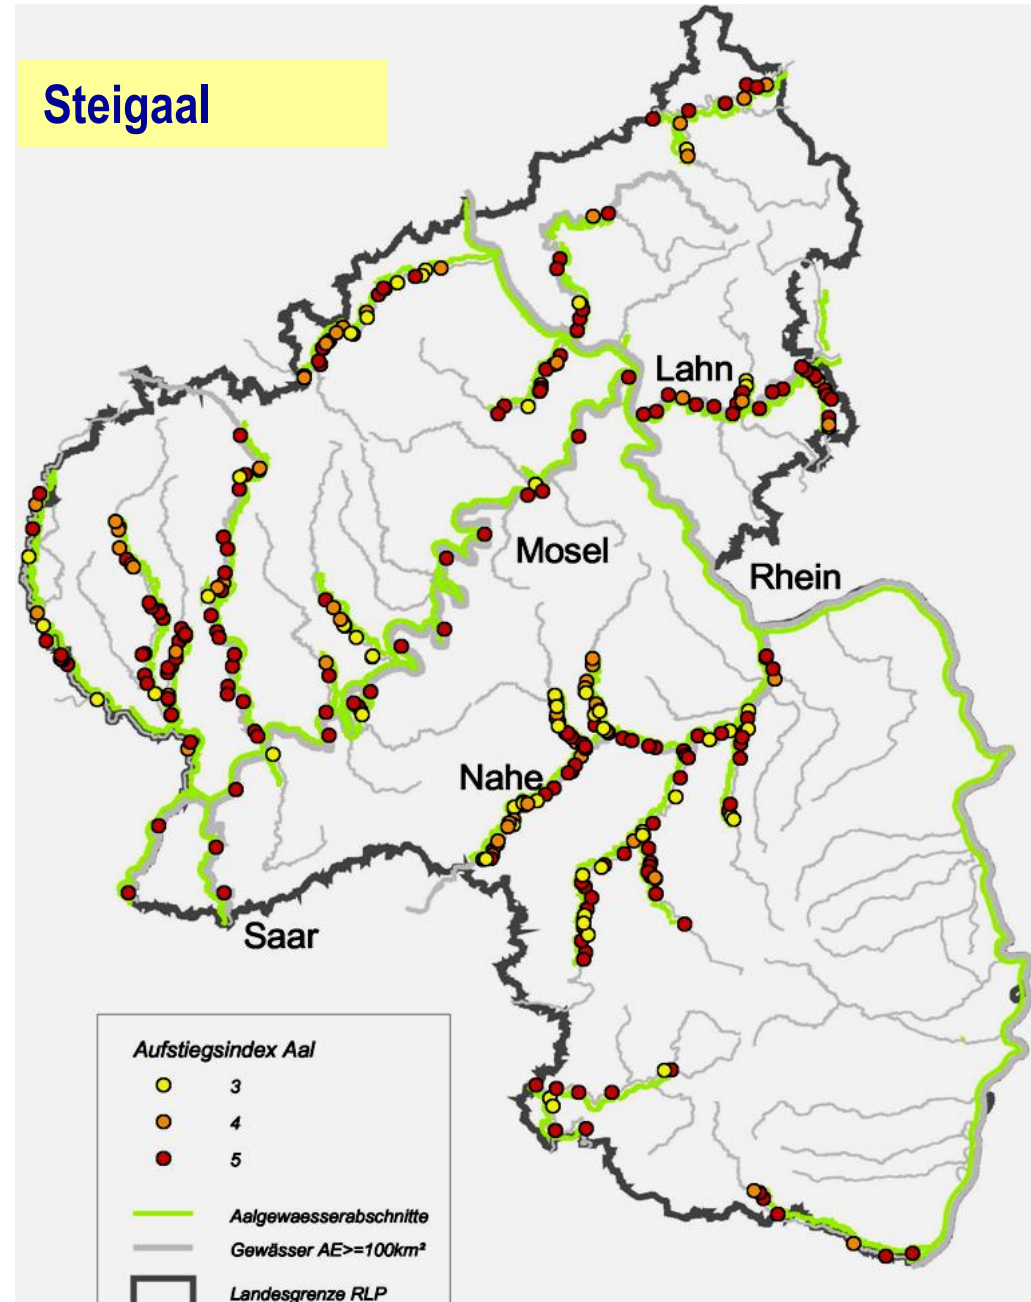 Steigaal
Lahn
Mosel
Rhein
Nahe
Saar
Aufstiegsindex Aal
3
4
5
Aalgewaesserabschnitte
Gewässer AE>=100km²
Landesgrenze RLP